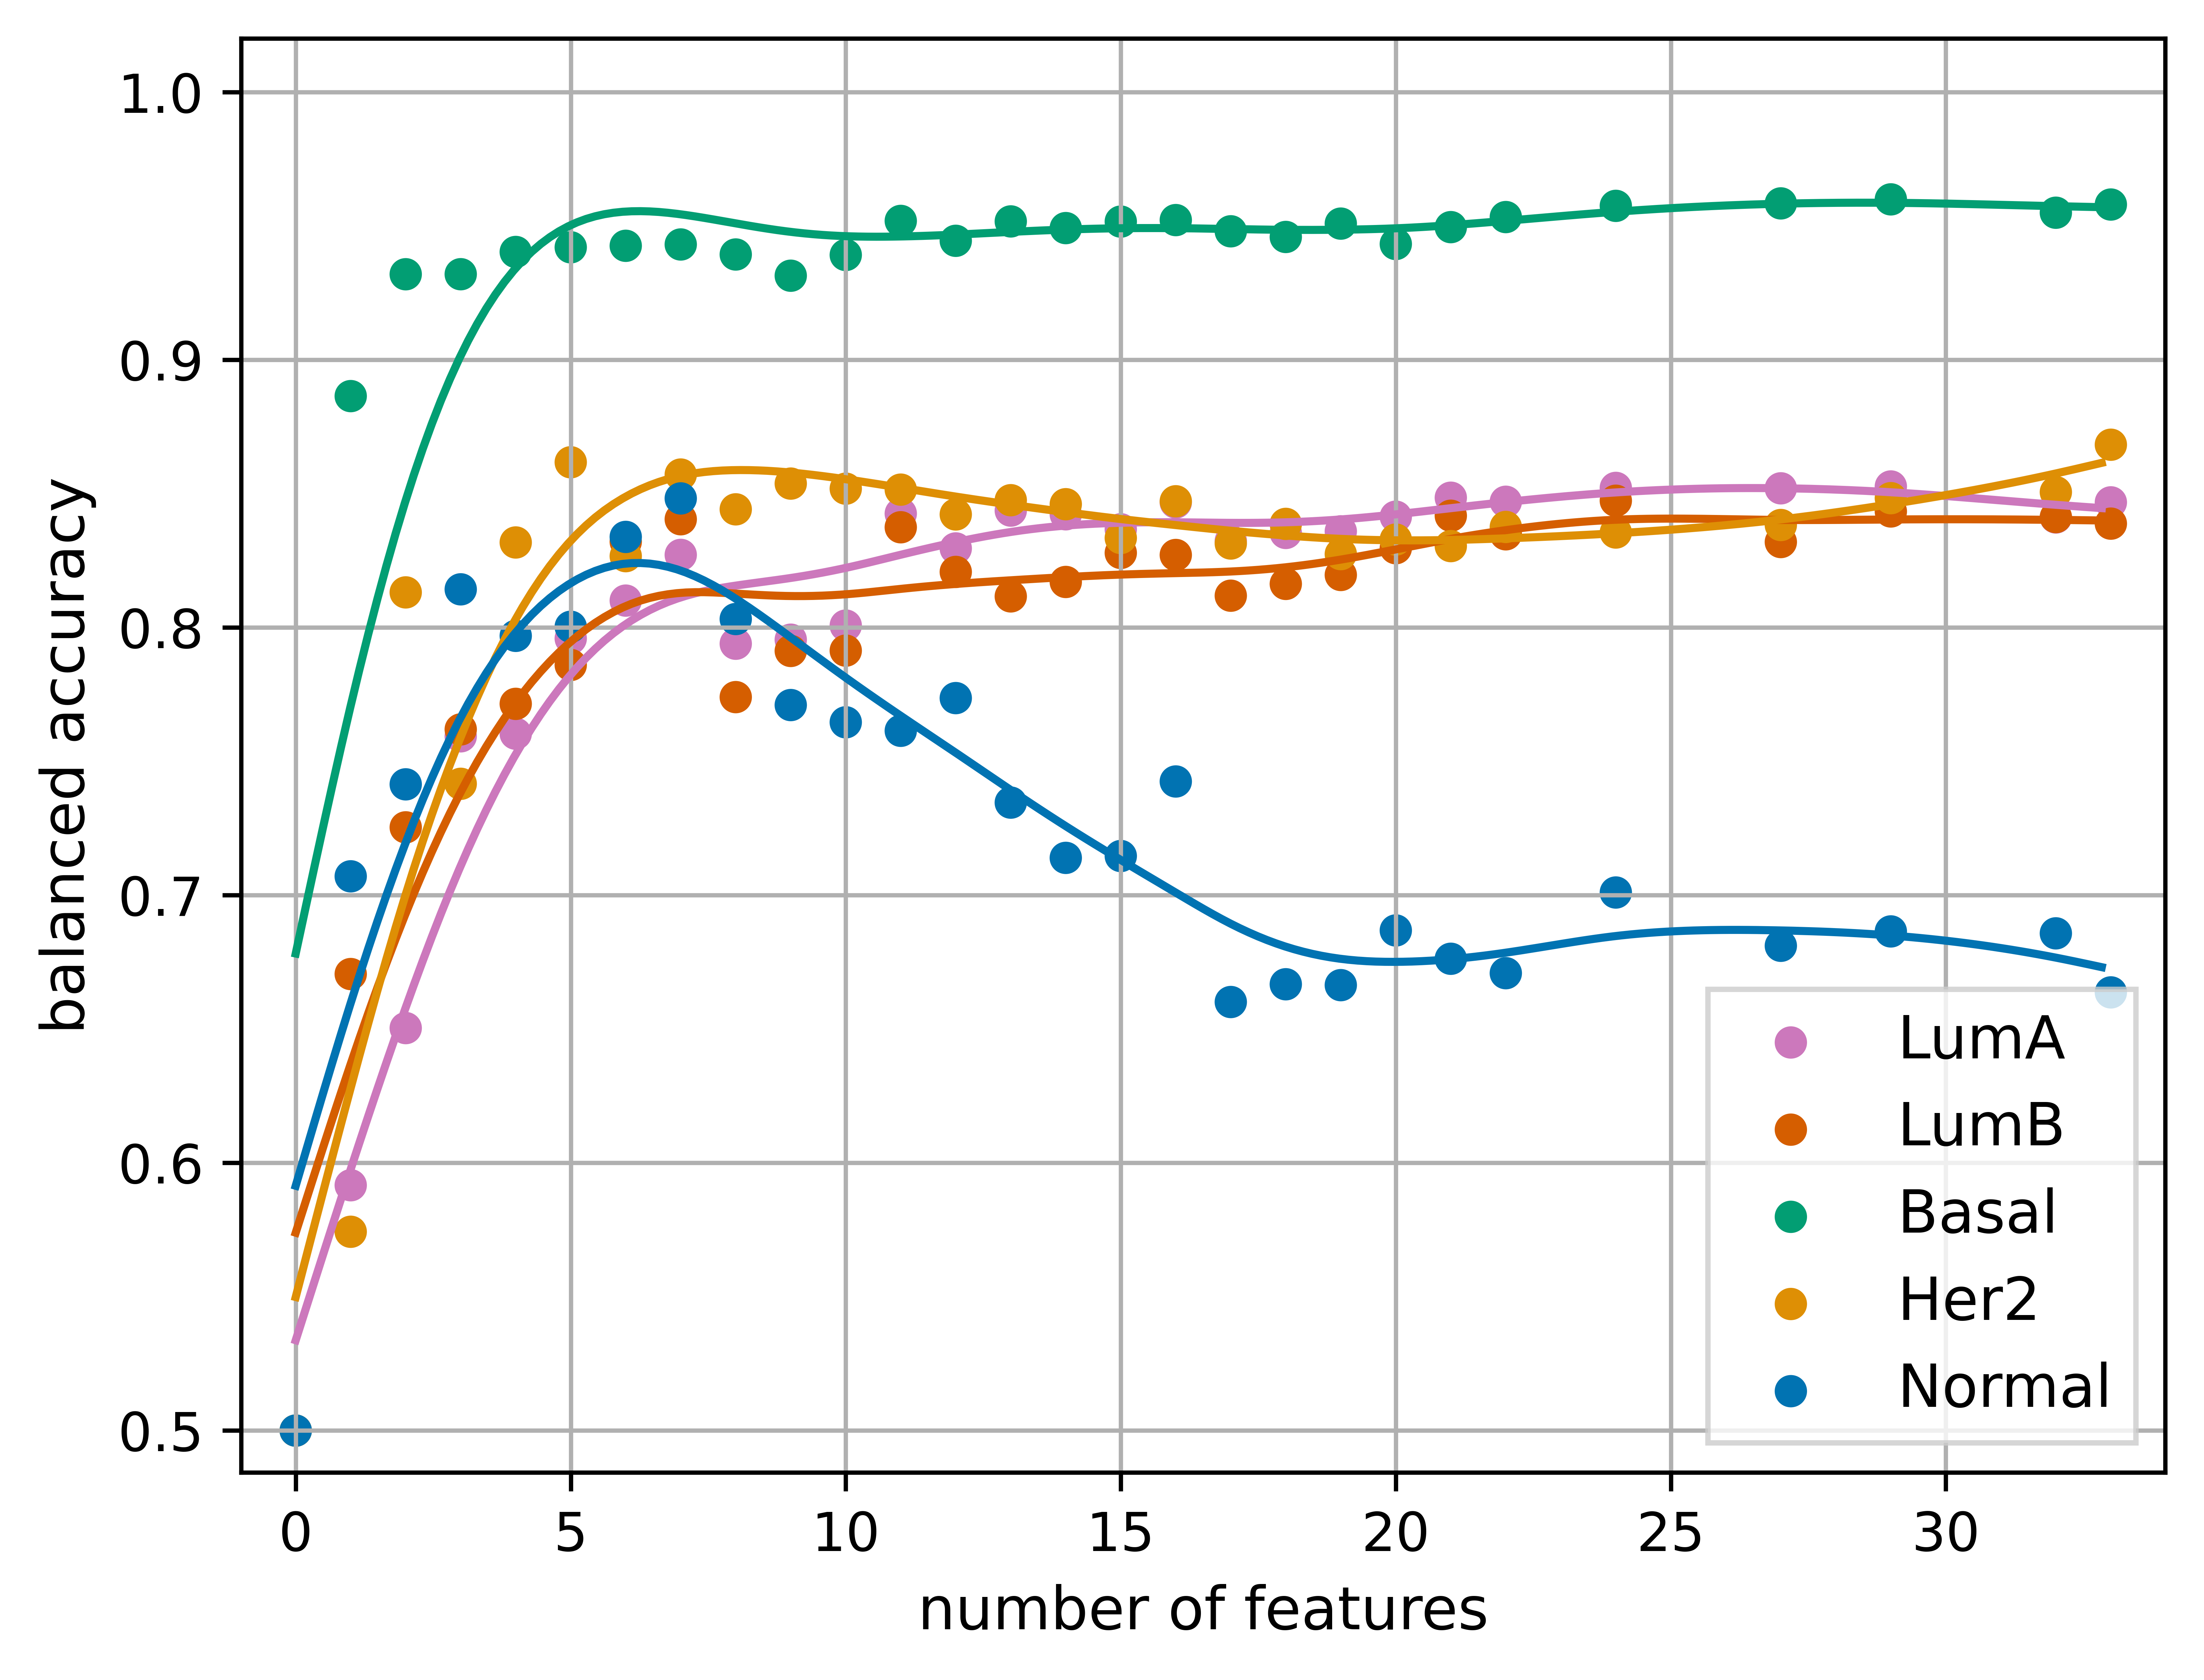 1.0
0.9
0.8
0.7
0.6
0.5
balanced accuracy
LumA
LumB
Basal
Her2
Normal
0 5 10 15 20 25 30
number of features